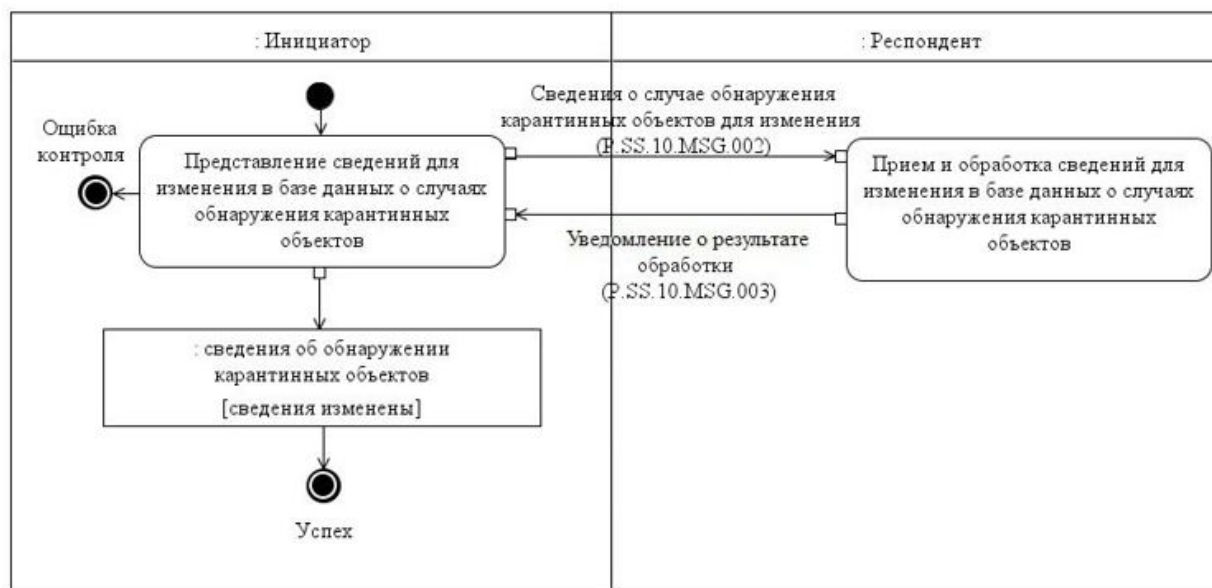 : Инициатор
: Респондент
Ощибка
контроля
Представление сведений для
изменения в базе данных о случаях
обнаружения карантинных
объектов
Сведения о случае обнаружения
карантинных объектов для изменения
(P.SS.10.MSG.002)
Прием и обработка сведений для
изменения в базе данных о случаях
обнаружения карантинных
объектов
Уведомление о результате
обработки
(P.SS.10.MSG.003)
: сведения об обнаружении
карантинных объектов
[сведения изменены]
Успех